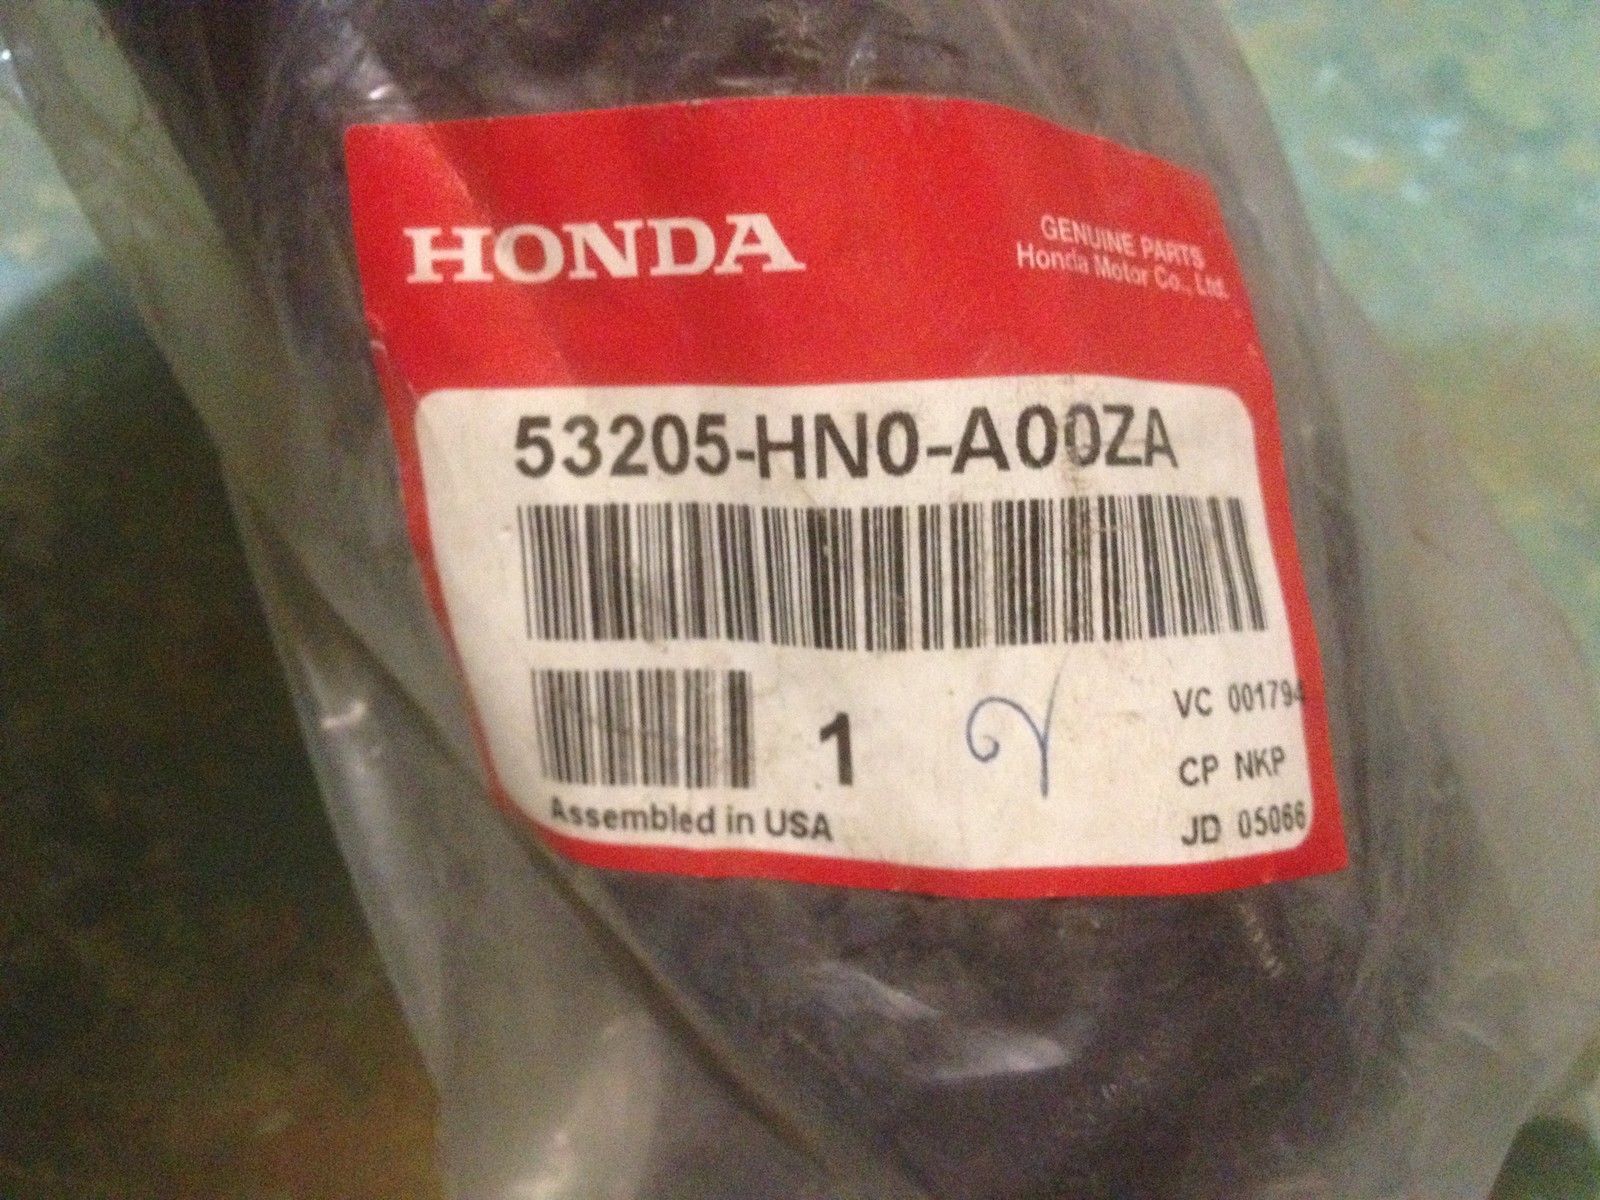 HONDA
GENUINE PARTS
Honda Motor Co., Ltd.
53205-HN0-A00ZA
1
VC 001794
CP NKP
JD 05066
Assembled in USA